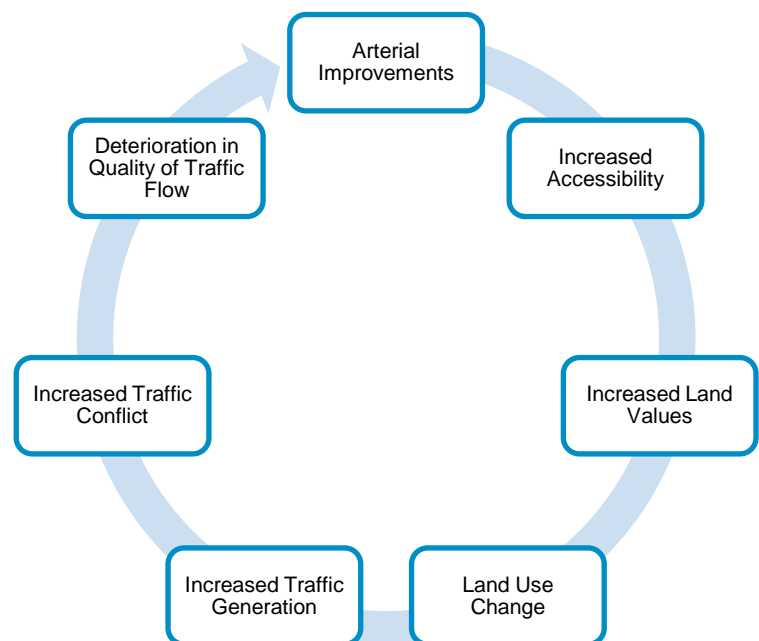 Arterial
Improvements
Increased
Accessibility
Increased Land
Values
Land Use
Change
Increased Traffic
Generation
Increased Traffic
Conflict
Deterioration in
Quality of Traffic
Flow